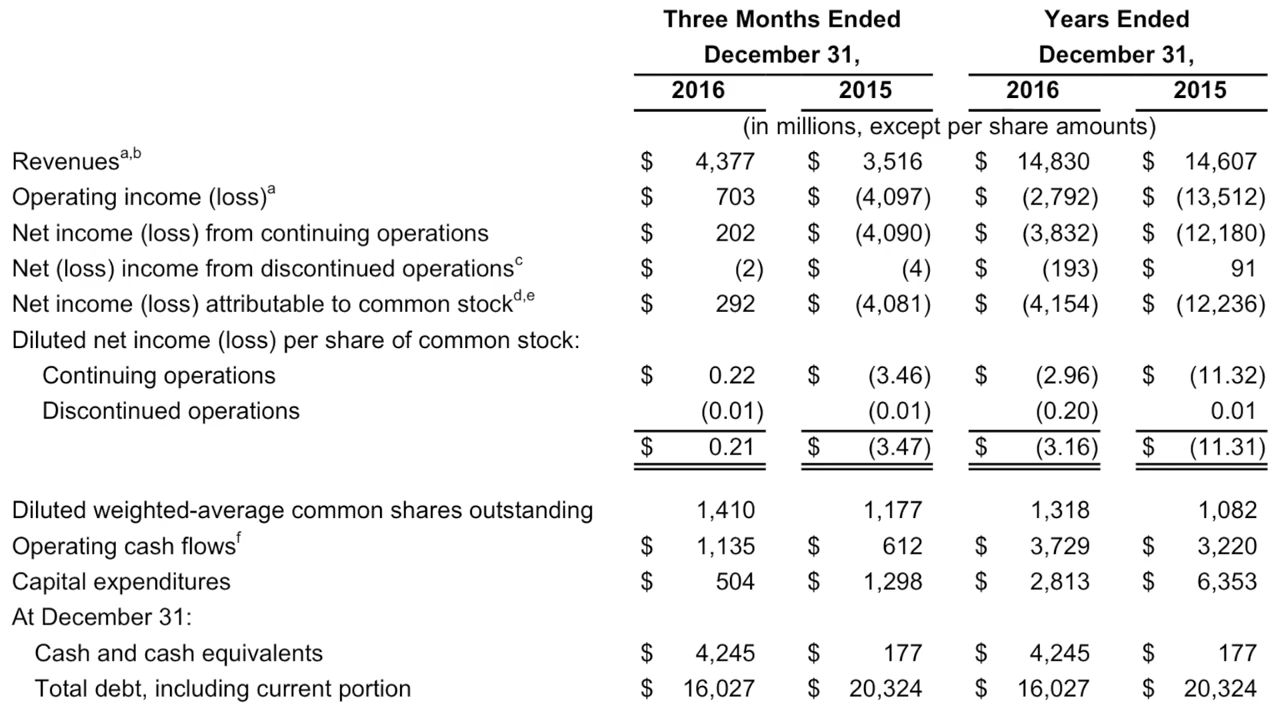 Three Months Ended Years Ended
December 31, December 31,
2016 2015 2016 2015
(in millions, except per share amounts)
Revenuesa,b $ 4,377 $ 3,516 $ 14,830 $ 14,607
Operating income (loss)a $ 703 $ (4,097) $ (2,792) $ (13,512)
Net income (loss) from continuing operations $ 202 $ (4,090) $ (3,832) $ (12,180)
Net (loss) income from discontinued operationsc $ (2) $ (4) $ (193) $ 91
Net income (loss) attributable to common stockd,e $ 292 $ (4,081) $ (4,154) $ (12,236)
Diluted net income (loss) per share of common stock:
Continuing operations $ 0.22 $ (3.46) $ (2.96) $ (11.32)
Discontinued operations (0.01) (0.01) (0.20) 0.01
$ 0.21 $ (3.47) $ (3.16) $ (11.31)
Diluted weighted-average common shares outstanding 1,410 1,177 1,318 1,082
Operating cash flowsf $ 1,135 $ 612 $ 3,729 $ 3,220
Capital expenditures $ 504 $ 1,298 $ 2,813 $ 6,353
At December 31:
Cash and cash equivalents $ 4,245 $ 177 $ 4,245 $ 177
Total debt, including current portion $ 16,027 $ 20,324 $ 16,027 $ 20,324